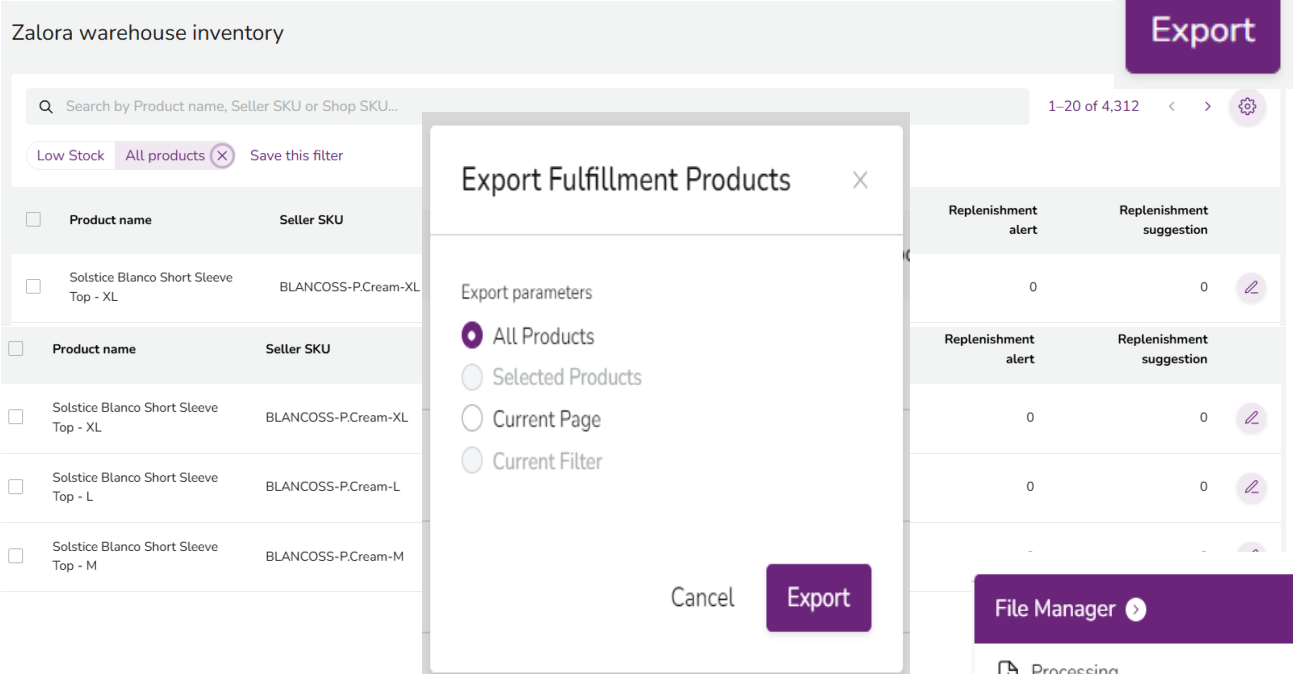 Zalora warehouse inventory
Export
Search by Product name, Seller SKU or Shop SKU...
1–20 of 4,312
Low Stock
All products
Save this filter
Product name
Seller SKU
Replenishment
alert
Replenishment
suggestion
Solstice Blanco Short Sleeve
Top - XL
BLANCOSS-P.Cream-XL
0
0
Product name
Seller SKU
Replenishment
alert
Replenishment
suggestion
Solstice Blanco Short Sleeve
Top - XL
BLANCOSS-P.Cream-XL
0
0
Solstice Blanco Short Sleeve
Top - L
BLANCOSS-P.Cream-L
0
0
Solstice Blanco Short Sleeve
Top - M
BLANCOSS-P.Cream-M
Export Fulfillment Products
Export parameters
All Products
Selected Products
Current Page
Current Filter
Cancel
Export
File Manager
Processing